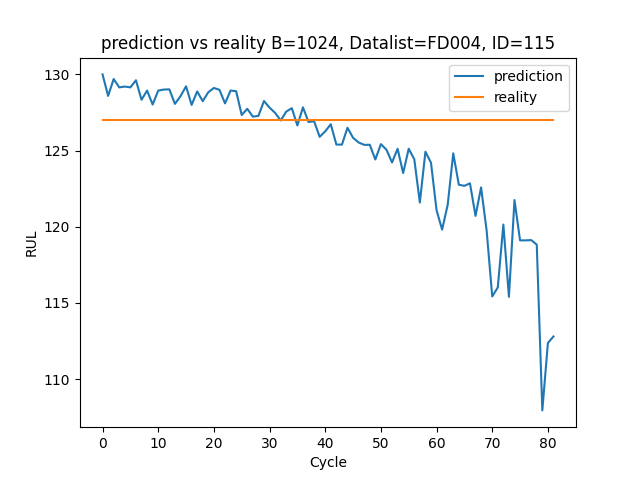 prediction vs reality B=1024, Datalist=FD004, ID=115
prediction
reality
130
125
120
115
110
RUL
0 10 20 30 40 50 60 70 80
Cycle